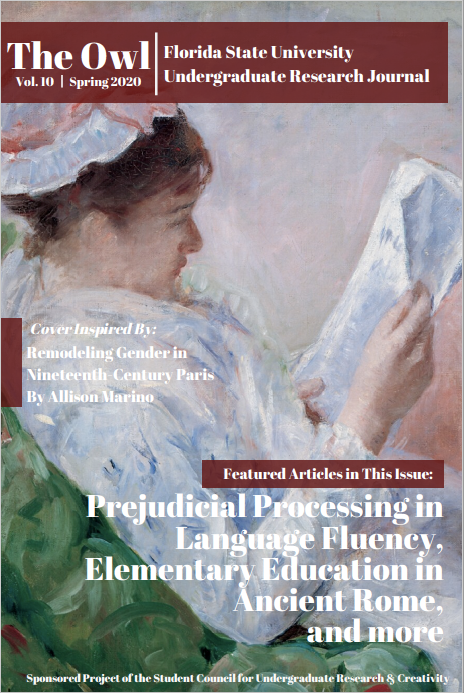 The Owl
Vol. 10 | Spring 2020
Florida State University
Undergraduate Research Journal
Cover Inspired By:
Remodeling Gender in
Nineteenth-Century Paris
By Allison Marino
Featured Articles in This Issue:
Prejudicial Processing in
Language Fluency,
Elementary Education in
Ancient Rome,
and more
Sponsored Project of the Student Council for Undergraduate Research & Creativity